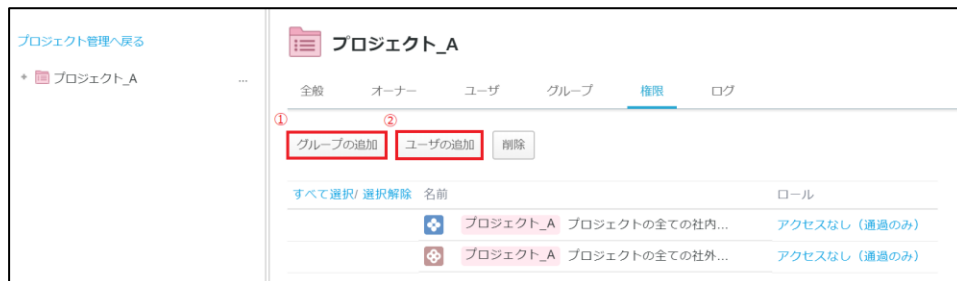 プロジェクト管理へ戻る
プロジェクト_A ...
プロジェクト_A
全般 オーナー ユーザ グループ 権限 ログ
① ②
グループの追加 ユーザの追加 削除
すべて選択/ 選択解除 名前 ロール
プロジェクト_A プロジェクトの全ての社内... アクセスなし（通過のみ）
プロジェクト_A プロジェクトの全ての社外... アクセスなし（通過のみ）